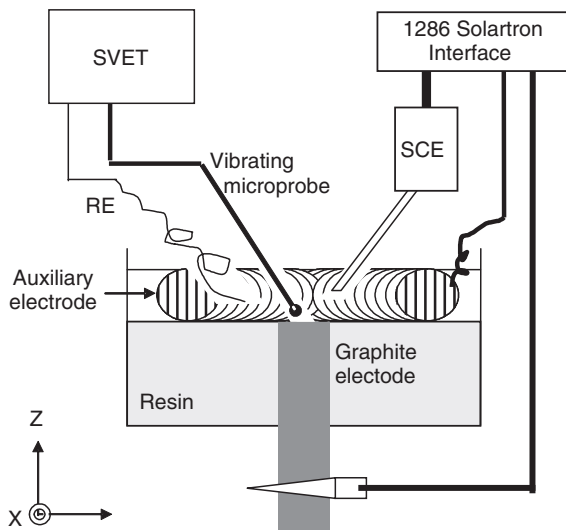 SVET
1286 Solartron
Interface
SCE
Vibrating
microprobe
RE
Auxiliary
electrode
Graphite
electode
Resin
Z
X